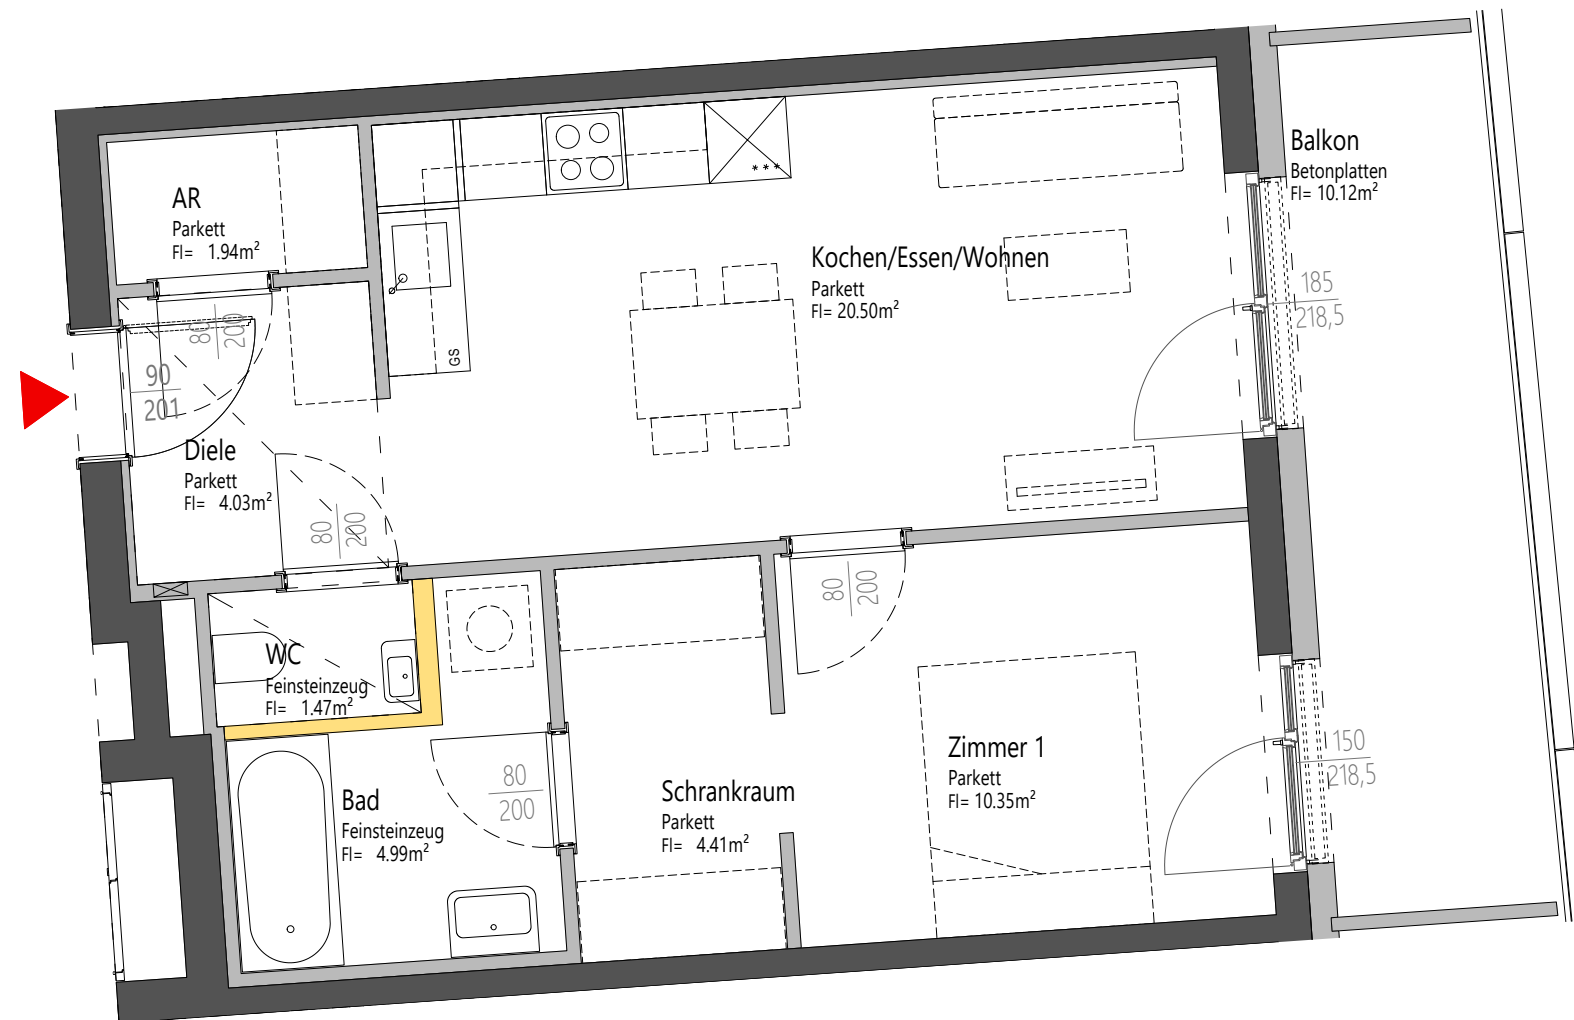 Balkon
Betonplatten
Fl= 10.12m²
AR
Parkett
Fl= 1.94m²
***
GS
Kochen/Essen/Wohnen
Parkett
Fl= 20.50m²
185
218,5
80
200
90
201
Diele
Parkett
Fl= 4.03m²
80
200
80
200
WC
Feinsteinzeug
Fl= 1.47m²
Zimmer 1
Parkett
Fl= 10.35m²
150
218,5
80
200
Bad
Feinsteinzeug
Fl= 4.99m²
Schrankraum
Parkett
Fl= 4.41m²